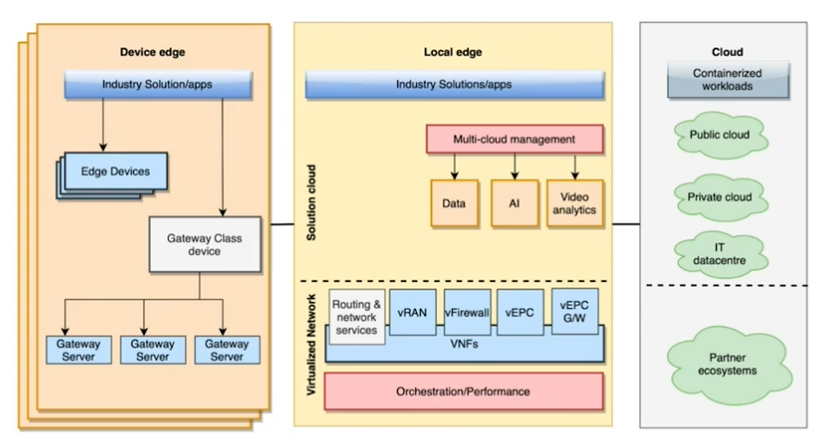 Device edge
Industry Solution/apps
Edge Devices
Gateway Class
device
Gateway
Server
Gateway
Server
Gateway
Server
Local edge
Industry Solutions/apps
Solution cloud
Multi-cloud management
Data
AI
Video
analytics
Virtualized Network
Routing &
network
services
vRAN
vFirewall
vEPC
vEPC
G/W
VNFs
Orchestration/Performance
Cloud
Containerized
workloads
Public cloud
Private cloud
IT
datacentre
Partner
ecosystems